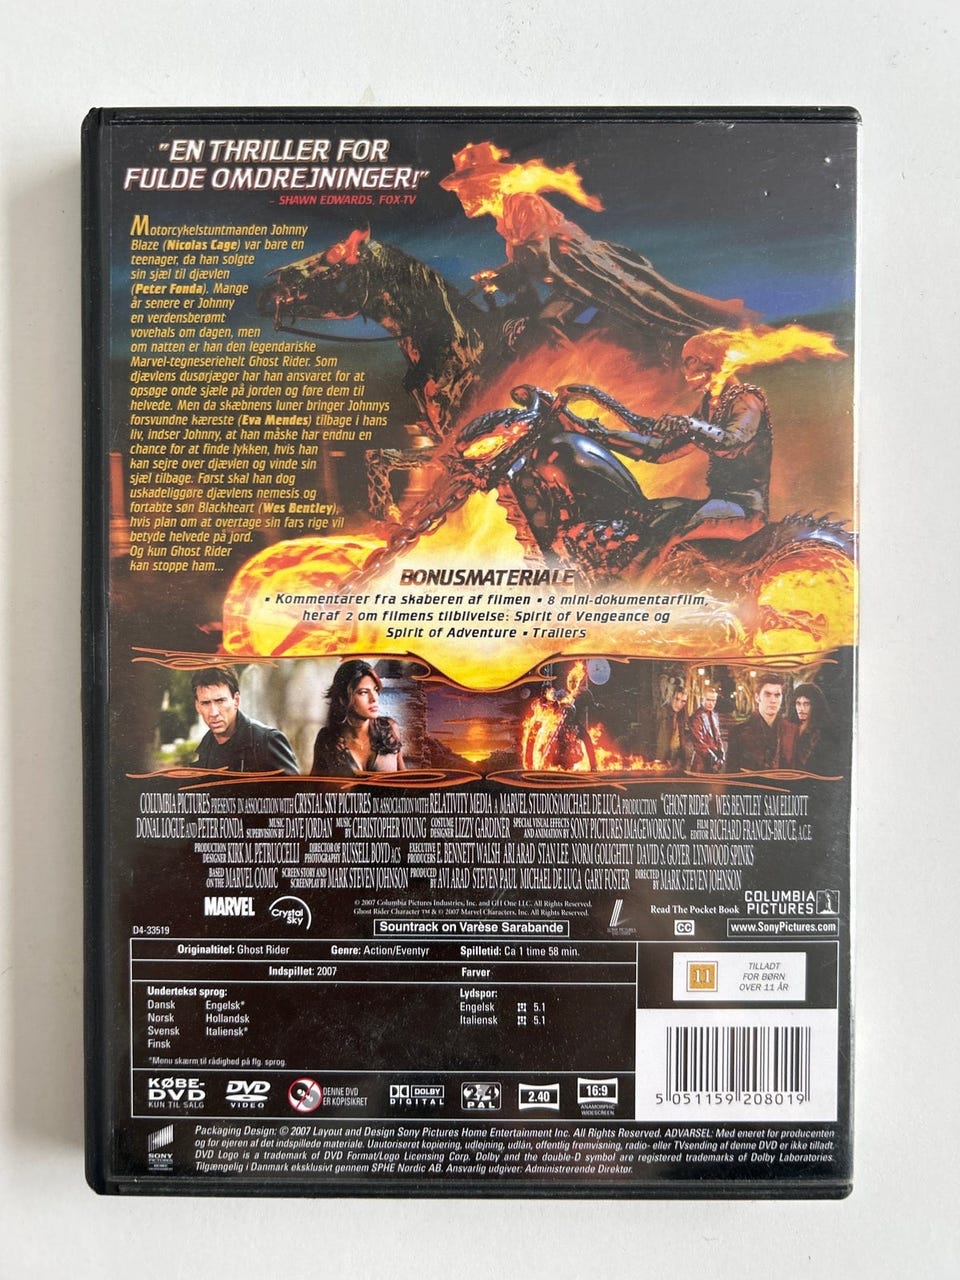 "EN THRILLER FOR
FULDE OMDREJNINGER!"
- SHAWN EDWARDS, FOX-TV
Motorcykelstuntmanden Johnny
Blaze (Nicolas Cage) var bare en
teenager, da han solgte
sin sjæl til djævlen
(Peter Fonda). Mange
år senere er Johnny
en verdensberømt
vovehals om dagen, men
om natten er han den legendariske
Marvel-tegneseriehelt Ghost Rider. Som
djævlens dusørjæger har han ansvaret for at
opsøge onde sjæle på jorden og føre dem til
helvede. Men da skæbnens luner bringer Johnnys
forsvundne kæreste (Eva Mendes) tilbage i hans
liv, indser Johnny, at han måske har endnu en
chance for at finde lykken, hvis han
kan sejre over djævlen og vinde sin
sjæl tilbage. Først skal han dog
uskadeliggøre djævlens nemesis og
fortabte søn Blackheart (Wes Bentley),
hvis plan om at overtage sin fars rige vil
betyde helvede på jord.
Og kun Ghost Rider
kan stoppe ham...
BONUSMATERIALE
• Kommentarer fra skaberen af filmen • 8 mini-dokumentarfilm,
heraf 2 om filmens tilblivelse: Spirit of Vengeance og
Spirit of Adventure • Trailers
COLUMBIA PICTURES PRESENTS IN ASSOCIATION WITH CRYSTAL SKY PICTURES IN ASSOCIATION WITH RELATIVITY MEDIA A MARVEL STUDIOS/MICHAEL DE LUCA PRODUCTION "GHOST RIDER" WES BENTLEY SAM ELLIOTT
DONAL LOGUE AND PETER FONDA MUSIC SUPERVISION BY DAVE JORDAN MUSIC BY CHRISTOPHER YOUNG COSTUME DESIGNER LIZZY GARDINER SPECIAL VISUAL EFFECTS AND ANIMATION BY SONY PICTURES IMAGEWORKS INC. FILM EDITOR RICHARD FRANCIS-BRUCE, A.C.E.
PRODUCTION DESIGNER KIRK M. PETRUCCELLI DIRECTOR OF PHOTOGRAPHY RUSSELL BOYD ACS EXECUTIVE PRODUCERS E. BENNETT WALSH ARI ARAD STAN LEE NORM GOLIGHTLY DAVID S. GOYER LYNWOOD SPINKS
BASED ON THE MARVEL COMIC SCREEN STORY AND SCREENPLAY BY MARK STEVEN JOHNSON PRODUCED BY AVI ARAD STEVEN PAUL MICHAEL DE LUCA GARY FOSTER DIRECTED BY MARK STEVEN JOHNSON
MARVEL
Crystal Sky
© 2007 Columbia Pictures Industries, Inc. and GH One LLC. All Rights Reserved.
Ghost Rider Character ™ & © 2007 Marvel Characters, Inc. All Rights Reserved.
Sountrack on Varèse Sarabande
Read The Pocket Book
CC
COLUMBIA
PICTURES
www.SonyPictures.com
D4-33519
Originaltitel: Ghost Rider Genre: Action/Eventyr Spilletid: Ca 1 time 58 min.
Indspillet: 2007 Farver
Undertekst sprog:
Dansk Engelsk*
Norsk Hollandsk
Svensk Italiensk*
Finsk
*Menu skærm til rådighed på flg. sprog.
Lydspor:
Engelsk 5.1
Italiensk 5.1
11
TILLADT
FOR BØRN
OVER 11 ÅR
5 051159 208019
KØBE-
DVD
KUN TIL SALG
DVD
VIDEO
DENNE DVD
ER KOPISIKRET
DOLBY
DIGITAL
2,4
PAL
2.40
16:9
ANAMORPHIC
WIDESCREEN
SONY
PICTURES
Packaging Design: © 2007 Layout and Design Sony Pictures Home Entertainment Inc. All Rights Reserved. ADVARSEL: Med eneret for producenten
og for ejeren af det indspillede materiale. Uautoriseret kopiering, udlejning, udlån, offentlig fremvisning, radio- eller TVsending af denne DVD er ikke tilladt.
DVD Logo is a trademark of DVD Format/Logo Licensing Corp. Dolby and the double-D symbol are registered trademarks of Dolby Laboratories.
Tilgængelig i Danmark eksklusivt gennem SPHE Nordic AB. Ansvarlig udgiver: Administrerende Direktør.